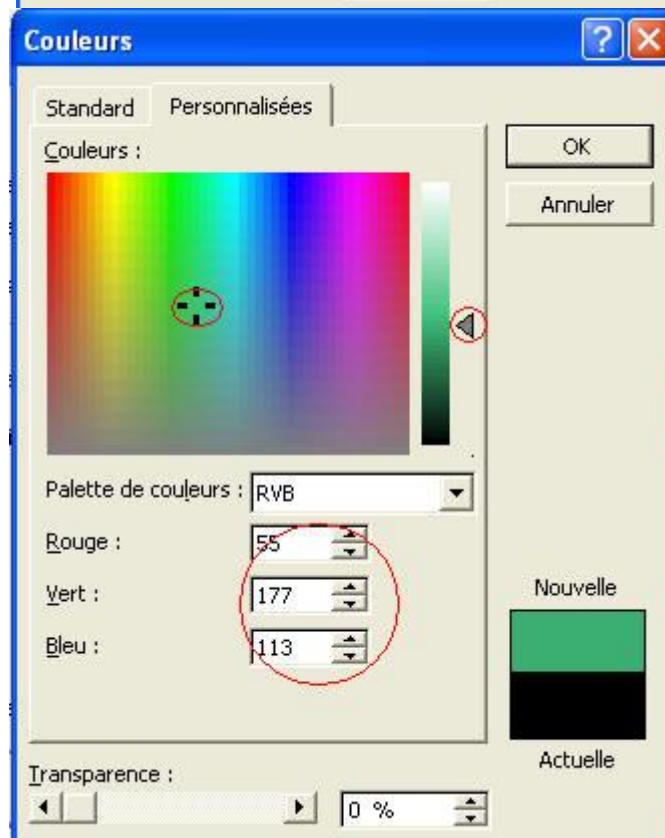 Couleurs
Standard Personnalisées
Couleurs :
OK
Annuler
Palette de couleurs : RVB
Rouge : 55
Vert : 177
Bleu : 113
Nouvelle
Actuelle
Transparence :
0 %